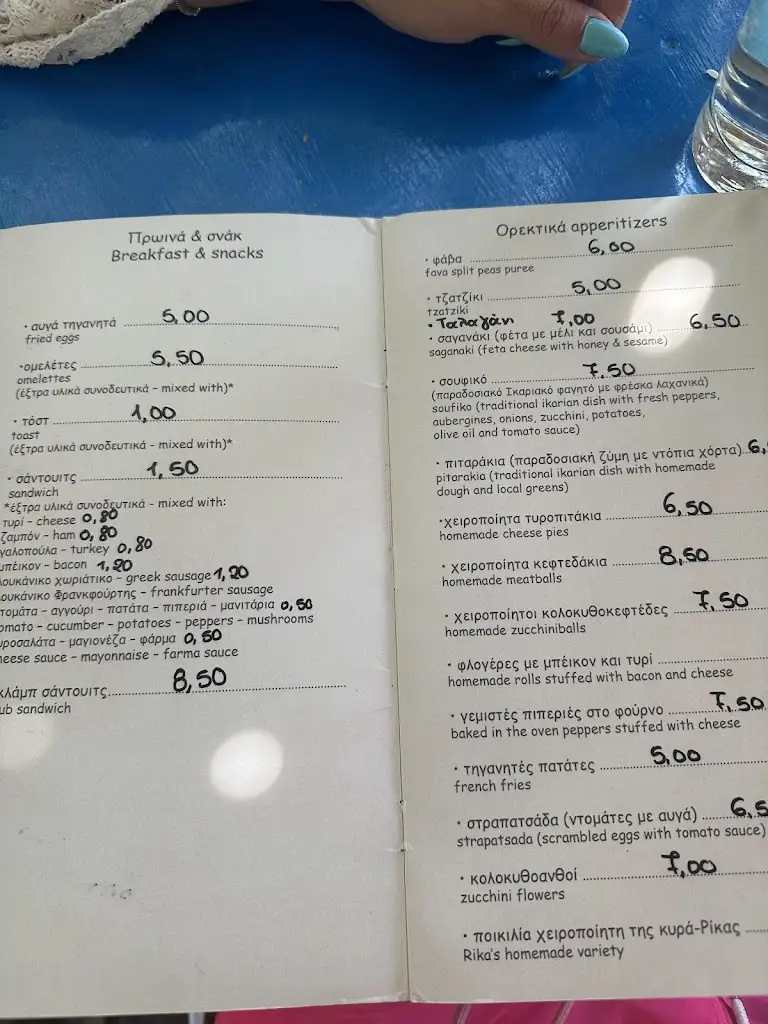 Πρωινά & σνάκ
Breakfast & snacks
• αυγά τηγανητά ........ 5,00
fried eggs
•ομελέτες ........ 5,50
omelettes
(έξτρα υλικά συνοδευτικά - mixed with)*
• τόστ ........ 1,00
toast
(έξτρα υλικά συνοδευτικά - mixed with)*
• σάντουιτς ........ 1,50
sandwich
*έξτρα υλικά συνοδευτικά - mixed with:
τυρί - cheese 0,80
ζαμπόν - ham 0,80
γαλοπούλα - turkey 0,80
μπέικον - bacon 1,20
λουκάνικο χωριάτικο - greek sausage 1,20
λουκάνικο Φρανκφούρτης - frankfurter sausage
ντομάτα - αγγούρι - πατάτα - πιπεριά - μανιτάρια 0,50
omato - cucumber - potatoes - peppers - mushrooms
υροσαλάτα - μαγιονέζα - φάρμα 0,50
heese sauce - mayonnaise - farma sauce
κλάμπ σάντουιτς ........ 8,50
ub sandwich
Ορεκτικά apperitizers
• φάβα ........ 6,00
fava split peas puree
• τζατζίκι ........ 5,00
tzatziki
• Ταλαγάνι 7,00
• σαγανάκι (φέτα με μέλι και σουσάμι) ........ 6,50
saganaki (feta cheese with honey & sesame)
• σουφικό ........ 7.50
(παραδοσιακό Ικαριακό φαγητό με φρέσκα λαχανικά)
soufiko (traditional ikarian dish with fresh peppers,
aubergines, onions, zucchini, potatoes,
olive oil and tomato sauce)
• πιταράκια (παραδοσιακή ζύμη με ντόπια χόρτα)..6,
pitarakia (traditional ikarian dish with homemade
dough and local greens)
•χειροποίητα τυροπιτάκια ........ 6,50
homemade cheese pies
• χειροποίητα κεφτεδάκια ........ 8,50
homemade meatballs
• χειροποίητοι κολοκυθοκεφτέδες ........ 7,50
homemade zucchiniballs
• φλογέρες με μπέικον και τυρί ........
homemade rolls stuffed with bacon and cheese
• γεμιστές πιπεριές στο φούρνο ........ 7,50
baked in the oven peppers stuffed with cheese
• τηγανητές πατάτες ........ 5,00
french fries
• στραπατσάδα (ντομάτες με αυγά) ........ 6,5
strapatsada (scrambled eggs with tomato sauce)
• κολοκυθοανθοί ........ 7,00
zucchini flowers
• ποικιλία χειροποίητη της κυρά-Ρίκας ....
Rika's homemade variety